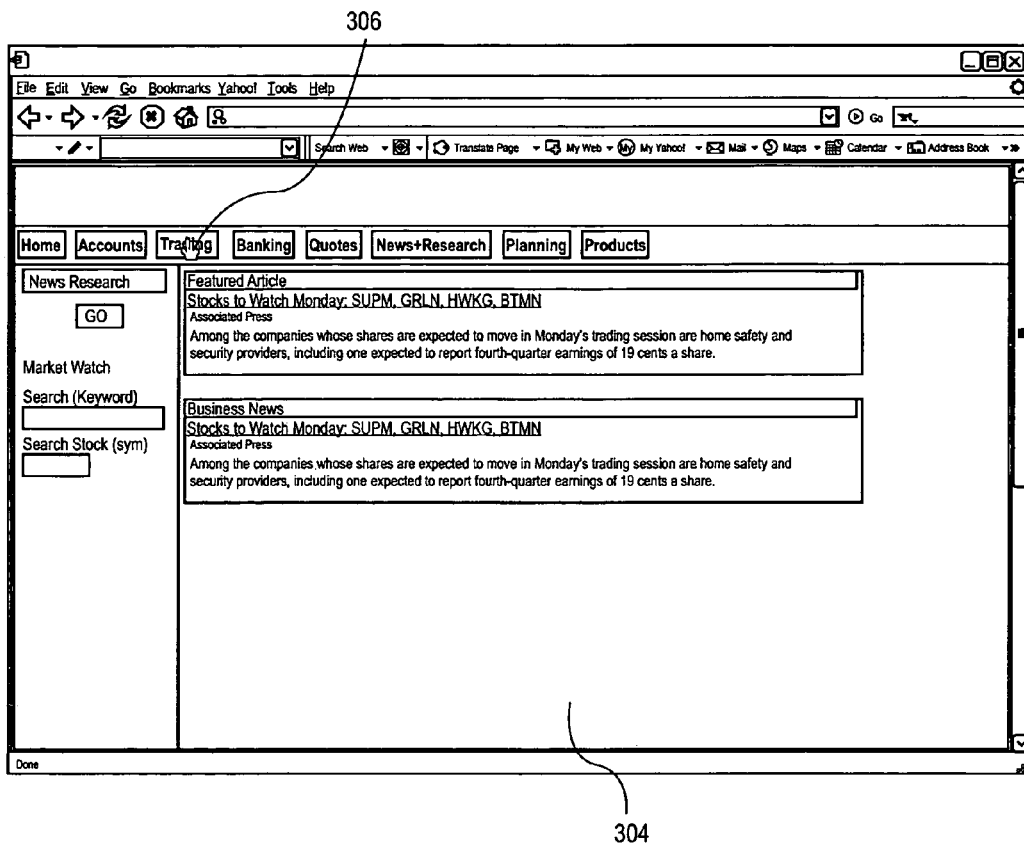 306
File Edit View Go Bookmarks Yahoo! Tools Help
Go
Search Web Translate Page My Web My My Yahoo! Mail Maps Calendar Address Book
Home Accounts Trading Banking Quotes News+Research Planning Products
News Research
GO
Market Watch
Search (Keyword)
Search Stock (sym)
Featured Article
Stocks to Watch Monday: SUPM, GRLN, HWKG, BTMN
Associated Press
Among the companies whose shares are expected to move in Monday's trading session are home safety and
security providers, including one expected to report fourth-quarter earnings of 19 cents a share.
Business News
Stocks to Watch Monday: SUPM, GRLN, HWKG, BTMN
Associated Press
Among the companies whose shares are expected to move in Monday's trading session are home safety and
security providers, including one expected to report fourth-quarter earnings of 19 cents a share.
Done
304